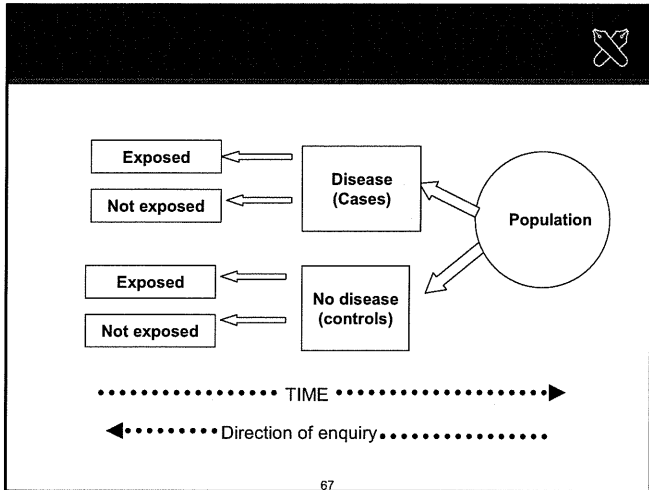 Exposed
Not exposed
Disease
(Cases)
Population
Exposed
Not exposed
No disease
(controls)
TIME
Direction of enquiry
67